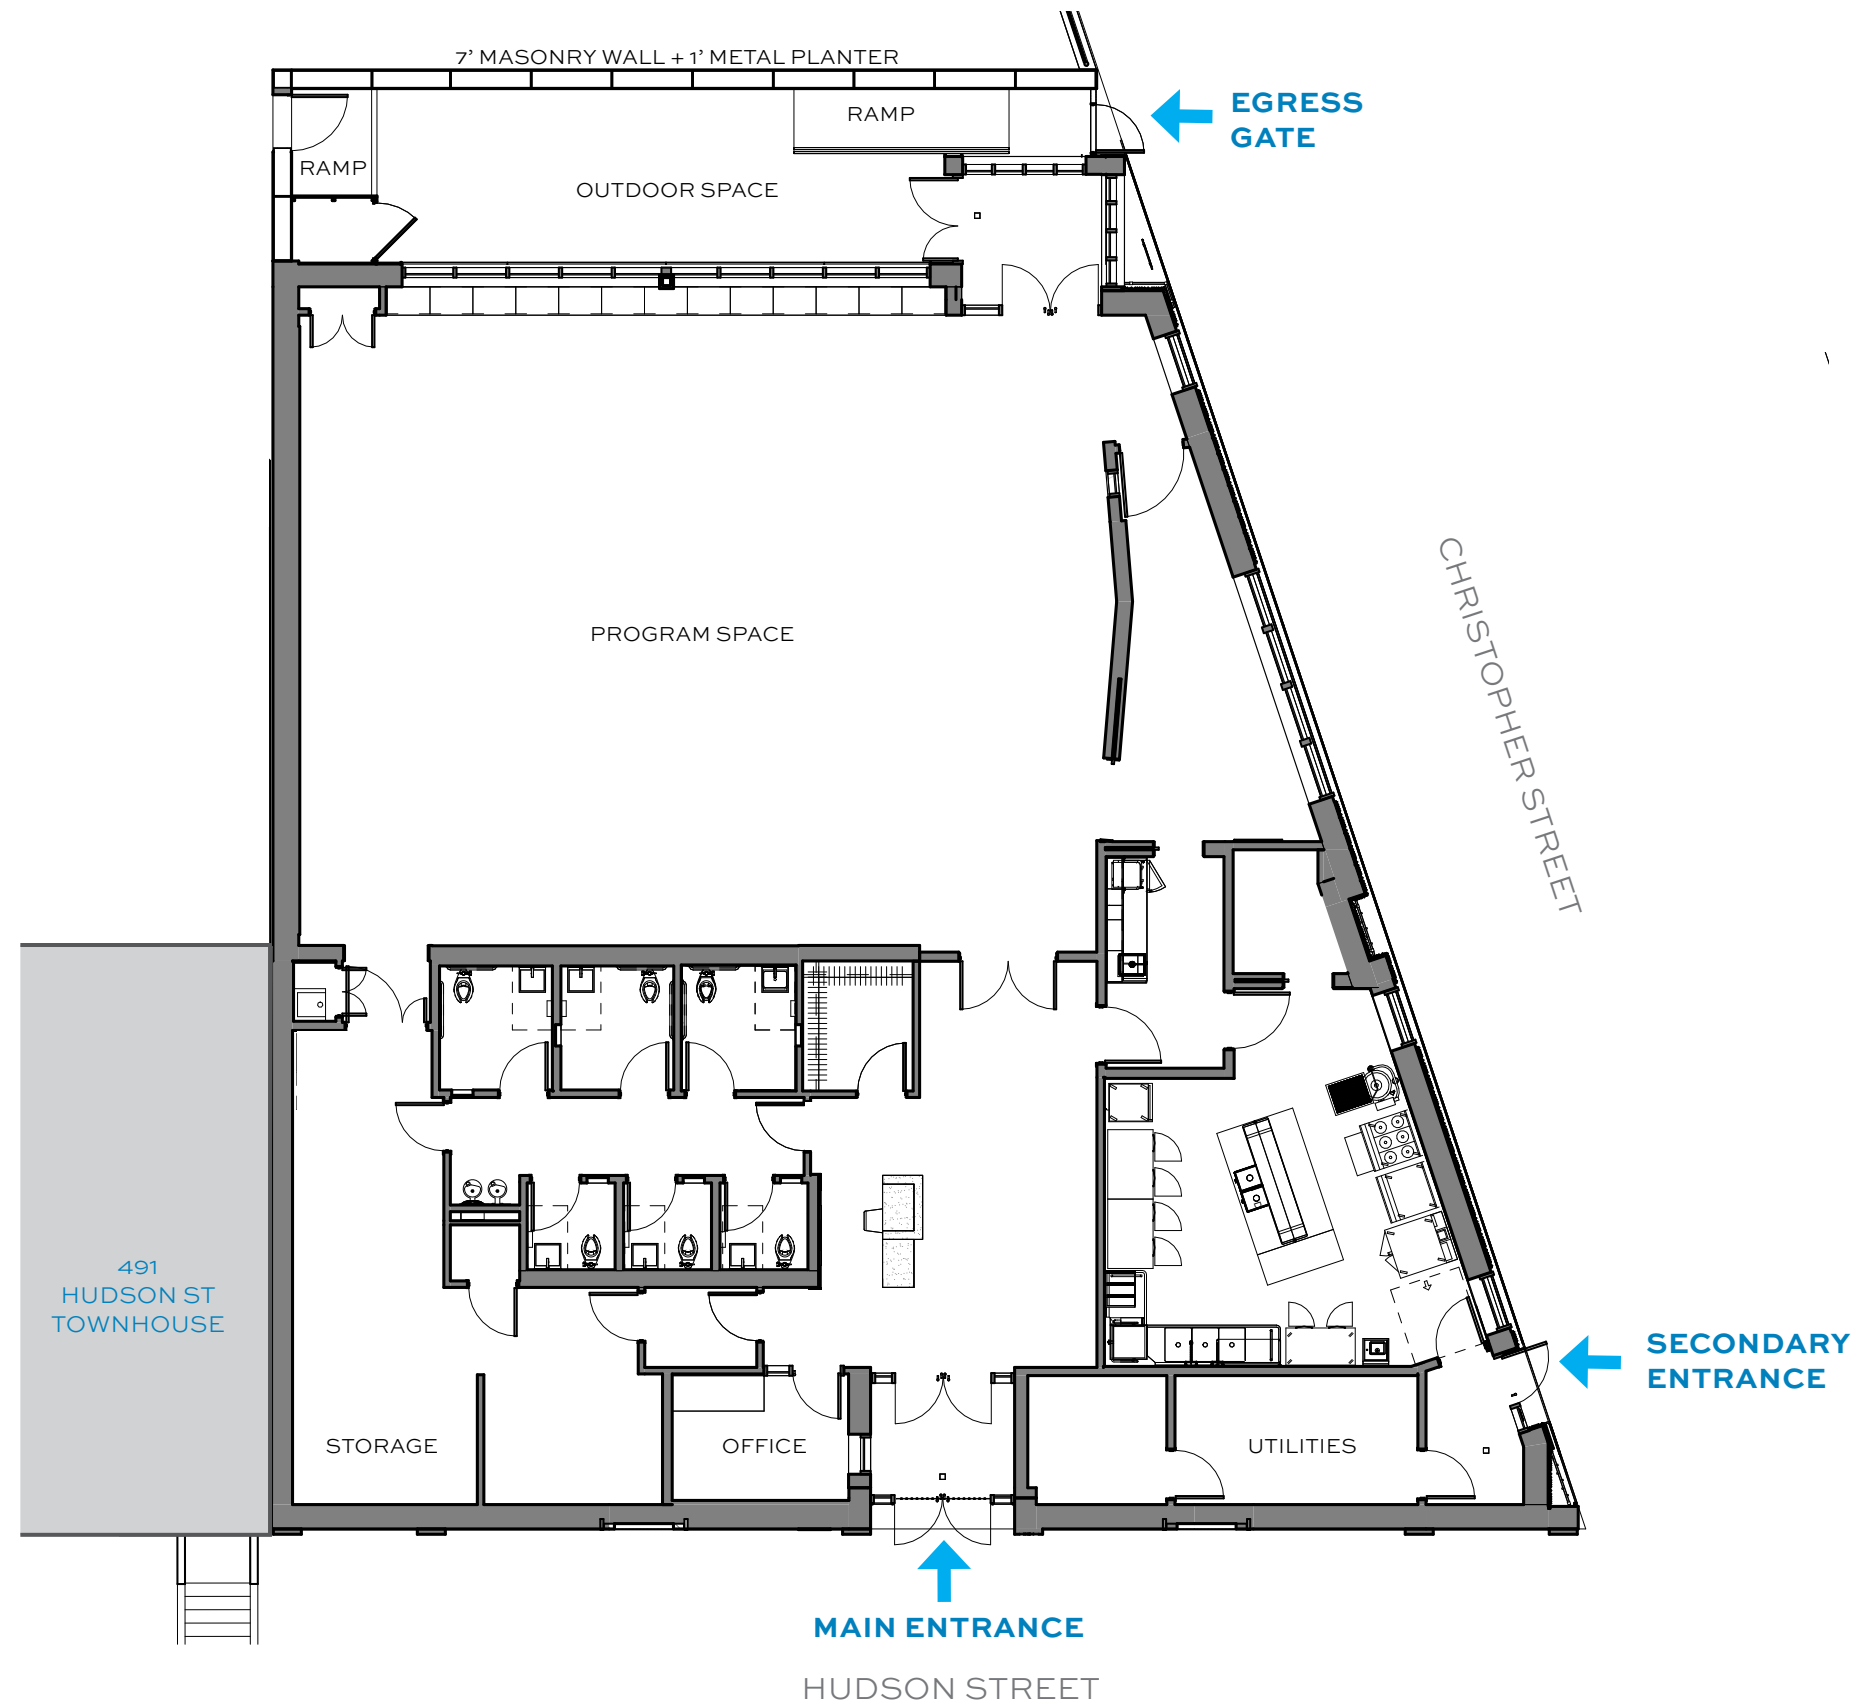 7’ MASONRY WALL + 1’ METAL PLANTER
EGRESS
GATE
RAMP
RAMP
OUTDOOR SPACE
PROGRAM SPACE
CHRISTOPHER STREET
491
HUDSON ST
TOWNHOUSE
SECONDARY
ENTRANCE
STORAGE
OFFICE
UTILITIES
MAIN ENTRANCE
HUDSON STREET